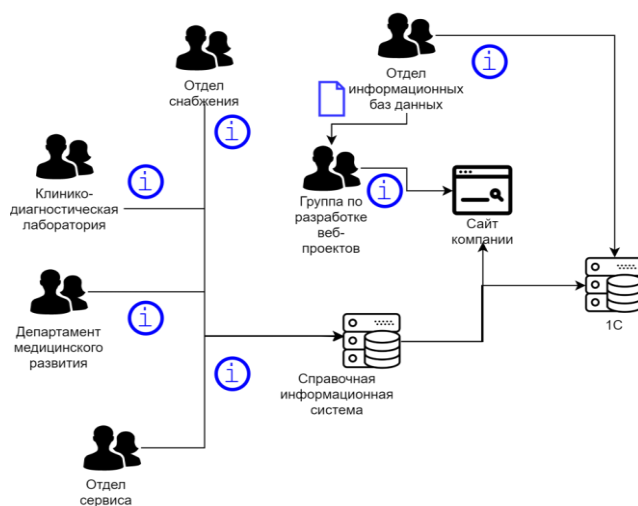 Отдел
снабжения
Отдел
информационных
баз данных
Клинико-
диагностическая
лаборатория
Группа по
разработке
веб-
проектов
Сайт
компании
Департамент
медицинского
развития
1С
Справочная
информационная
система
Отдел
сервиса
i
i
i
i
i
i